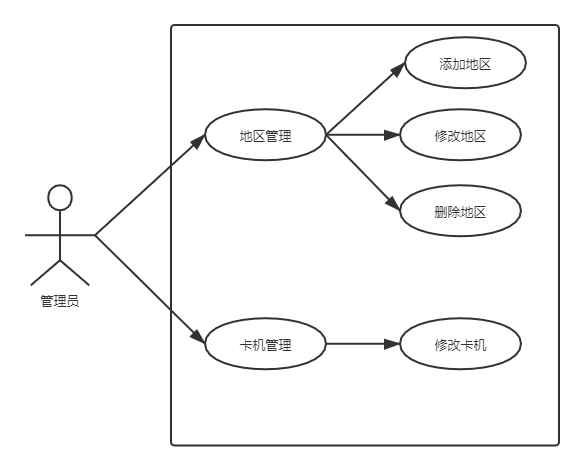 添加地区
地区管理
修改地区
删除地区
管理员
卡机管理
修改卡机